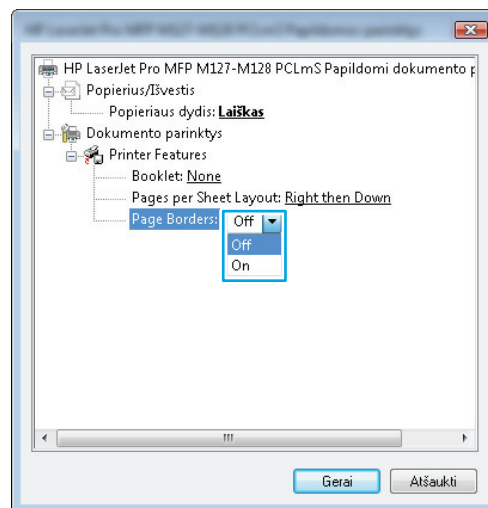 HP LaserJet Pro MFP M127-M128 PCLmS Papildomi dokumento p
Popierius/Išvestis
Popieriaus dydis: Laiškas
Dokumento parinktys
Printer Features
Booklet: None
Pages per Sheet Layout: Right then Down
Page Borders: Off
Off
On
Gerai Atšaukti